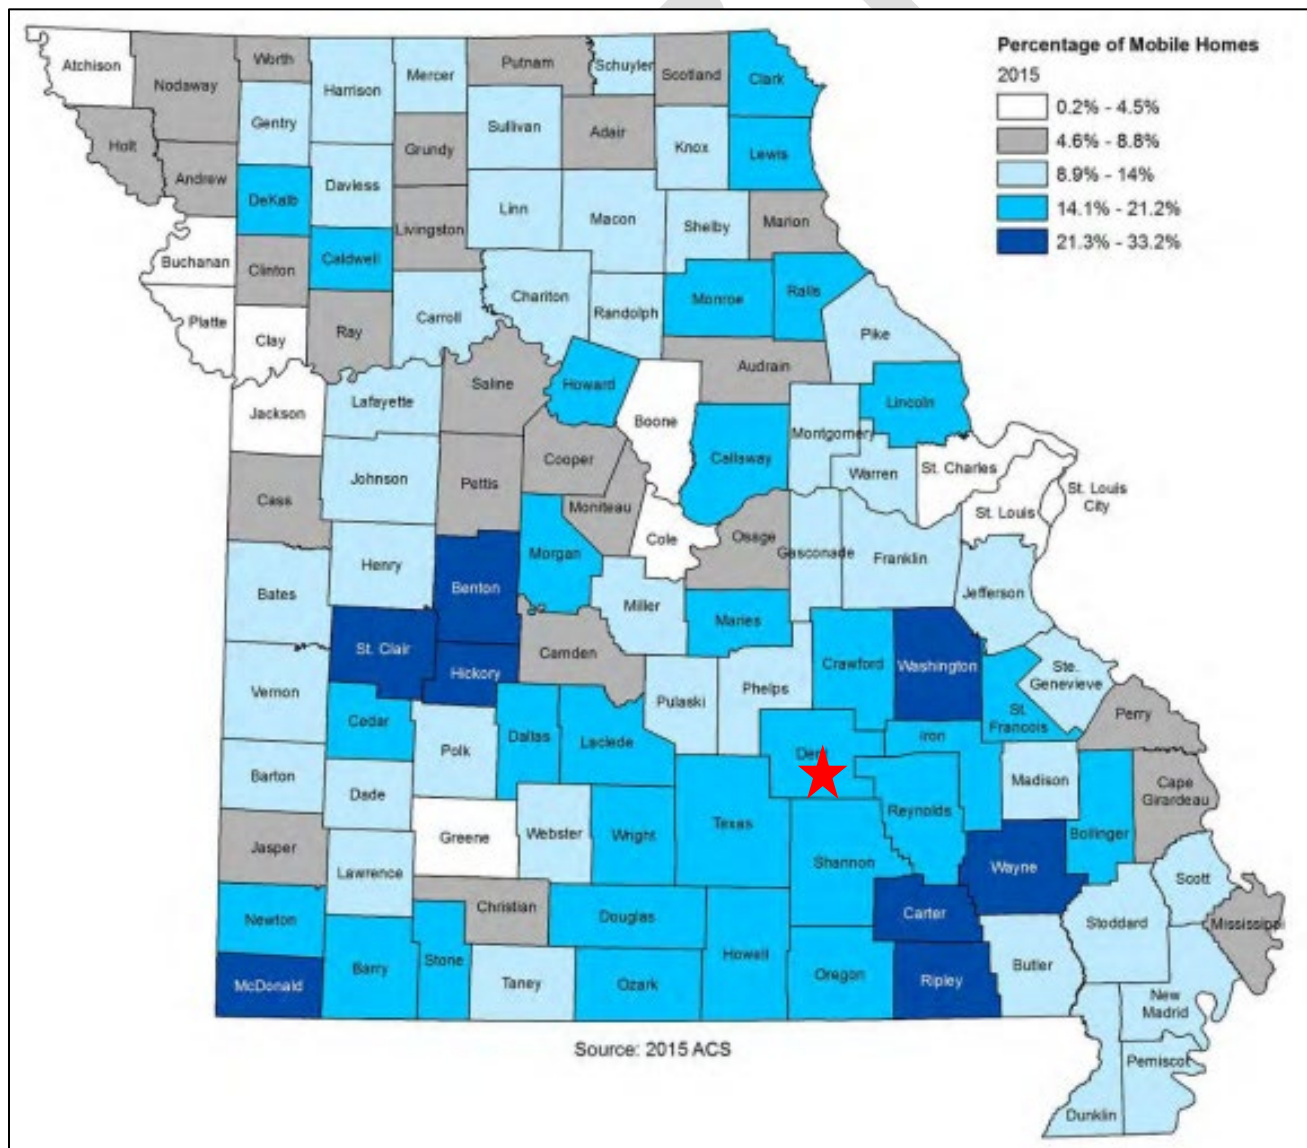 Percentage of Mobile Homes
2015
0.2% - 4.5%
4.6% - 8.8%
8.9% - 14%
14.1% - 21.2%
21.3% - 33.2%
Atchison
Nodaway
Worth
Harrison
Mercer
Putnam
Schuyler
Scotland
Clark
Holt
Andrew
Gentry
Daviess
Grundy
Sullivan
Adair
Knox
Lewis
DeKalb
Livingston
Linn
Macon
Shelby
Marion
Buchanan
Clinton
Caldwell
Chariton
Randolph
Monroe
Ralls
Platte
Clay
Ray
Carroll
Pike
Jackson
Lafayette
Saline
Howard
Boone
Audrain
Lincoln
Cass
Johnson
Pettis
Cooper
Moniteau
Callaway
Montgomery
Warren
St. Charles
St. Louis
St. Louis
City
Bates
Henry
Benton
Morgan
Cole
Osage
Gasconade
Franklin
Jefferson
Miller
Maries
St. Clair
Hickory
Camden
Vernon
Pulaski
Phelps
Crawford
Washington
Ste.
Genevieve
St.
Francois
Perry
Cedar
Polk
Dallas
Laclede
Iron
Barton
Dade
Madison
Cape
Girardeau
Jasper
Lawrence
Greene
Webster
Wright
Texas
Shannon
Reynolds
Bollinger
Wayne
Scott
Newton
Christian
Douglas
Howell
Carter
Stoddard
Mississippi
McDonald
Barry
Stone
Taney
Ozark
Oregon
Ripley
Butler
New
Madrid
Pemiscot
Dunklin
Source: 2015 ACS